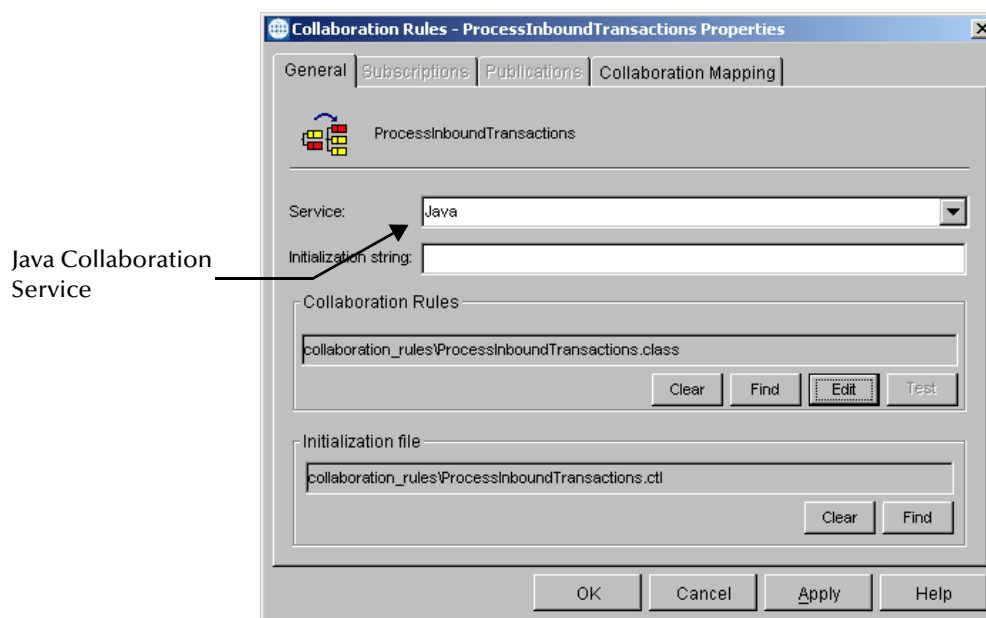 Collaboration Rules - ProcessInboundTransactions Properties
General Subscriptions Publications Collaboration Mapping
ProcessInboundTransactions
Service: Java
Java Collaboration
Service
Initialization string:
Collaboration Rules
collaboration_rules\ProcessInboundTransactions.class
Clear Find Edit Test
Initialization file
collaboration_rules\ProcessInboundTransactions.ctl
Clear Find
OK Cancel Apply Help